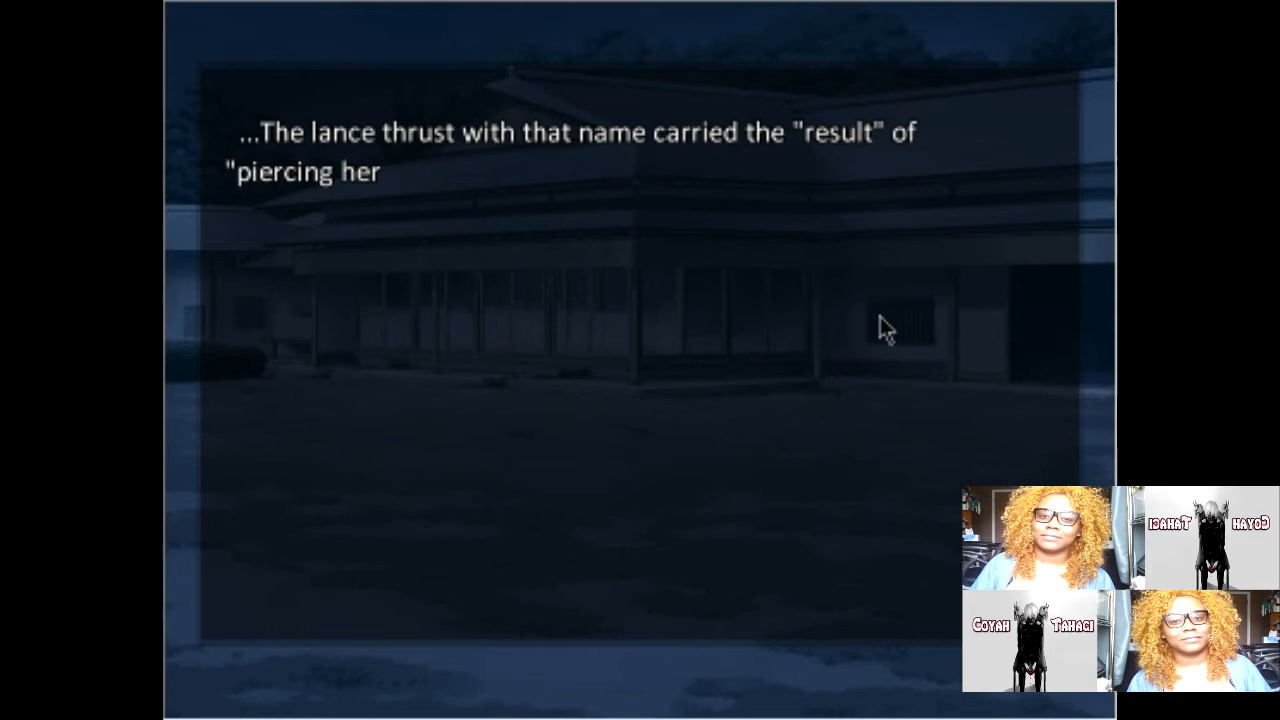 ...The lance thrust with that name carried the "result" of
"piercing her
GOYAH TAHAGI
GOYAH TAHAGI